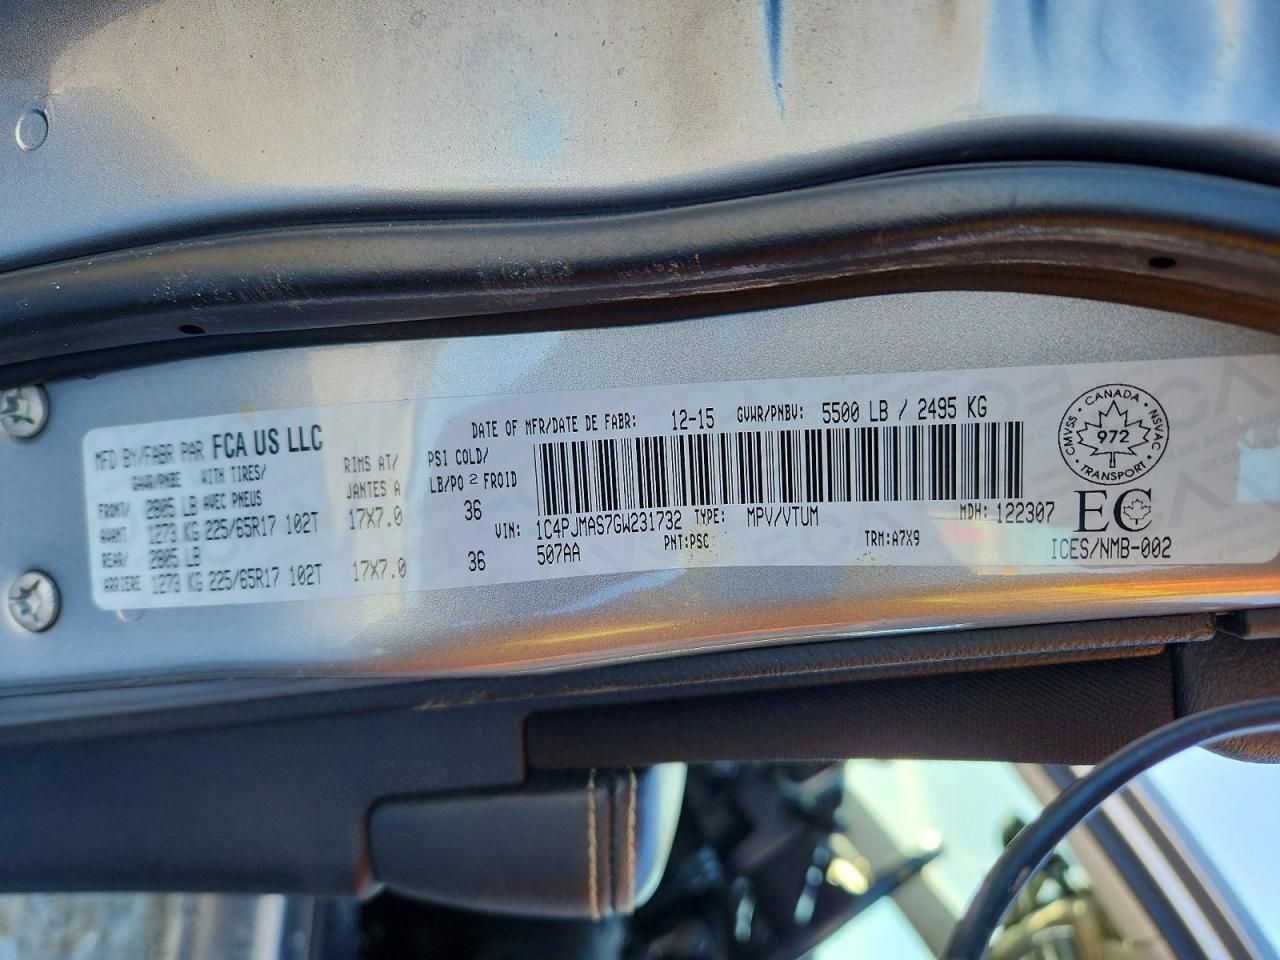 MFD BY/FABR PAR FCA US LLC
DATE OF MFR/DATE DE FABR: 12-15 GVWR/PNBV: 5500 LB / 2495 KG
GAWR/PNBE WITH TIRES/ RIMS AT/ PSI COLD/
FRONT/ 2805 LB AVEC PNEUS JANTES A LB/PO² FROID
AVANT 1273 KG 225/65R17 102T 17X7.0 36
REAR/ 2805 LB
ARRIERE 1273 KG 225/65R17 102T 17X7.0 36
VIN: 1C4PJMAS7GW231732 TYPE: MPV/VTUM MDH: 122307
507AA PNT:PSC TRM:A7X9
CANADA
CMVSS 972 NSVAC
TRANSPORT
EC
ICES/NMB-002